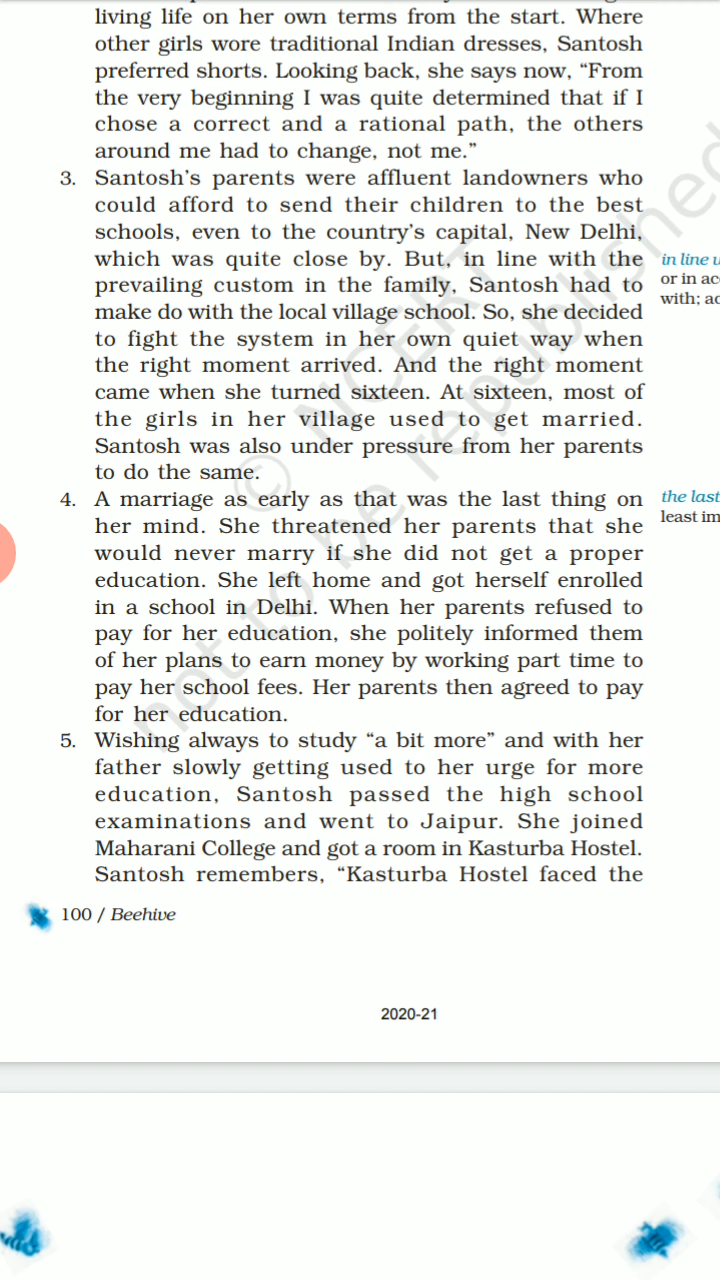 living life on her own terms from the start. Where
other girls wore traditional Indian dresses, Santosh
preferred shorts. Looking back, she says now, “From
the very beginning I was quite determined that if I
chose a correct and a rational path, the others
around me had to change, not me.”
3. Santosh’s parents were affluent landowners who
could afford to send their children to the best
schools, even to the country’s capital, New Delhi,
which was quite close by. But, in line with the
prevailing custom in the family, Santosh had to
make do with the local village school. So, she decided
to fight the system in her own quiet way when
the right moment arrived. And the right moment
came when she turned sixteen. At sixteen, most of
the girls in her village used to get married.
Santosh was also under pressure from her parents
to do the same.
4. A marriage as early as that was the last thing on
her mind. She threatened her parents that she
would never marry if she did not get a proper
education. She left home and got herself enrolled
in a school in Delhi. When her parents refused to
pay for her education, she politely informed them
of her plans to earn money by working part time to
pay her school fees. Her parents then agreed to pay
for her education.
5. Wishing always to study “a bit more” and with her
father slowly getting used to her urge for more
education, Santosh passed the high school
examinations and went to Jaipur. She joined
Maharani College and got a room in Kasturba Hostel.
Santosh remembers, “Kasturba Hostel faced the
in line
or in
with;
the last
least
© NCERT
not to be republished
100 / Beehive
2020-21